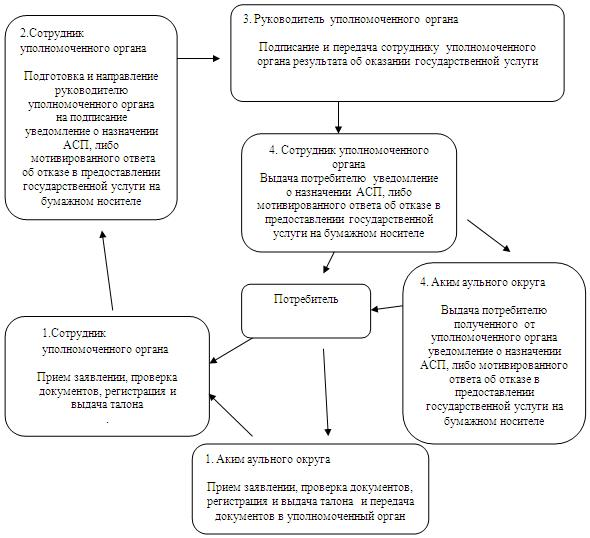 2.Сотрудник
уполномоченного органа
Подготовка и направление
руководителю
уполномоченного органа
на подписание
уведомление о назначении
АСП, либо
мотивированного ответа
об отказе в предоставлении
государственной услуги на
бумажном носителе
3. Руководитель уполномоченного органа
Подписание и передача сотруднику уполномоченного
органа результата об оказании государственной услуги
4. Сотрудник уполномоченного
органа
Выдача потребителю уведомление
о назначении АСП, либо
мотивированного ответа об отказе в
предоставлении государственной
услуги на бумажном носителе
Потребитель
4. Аким аульного округа
Выдача потребителю
полученного от
уполномоченного органа
уведомление о назначении
АСП, либо мотивированного
ответа об отказе в
предоставлении
государственной услуги на
бумажном носителе
1.Сотрудник
уполномоченного органа
Прием заявлении, проверка
документов, регистрация и
выдача талона
.
1. Аким аульного округа
Прием заявлении, проверка документов,
регистрация и выдача талона и передача
документов в уполномоченный орган